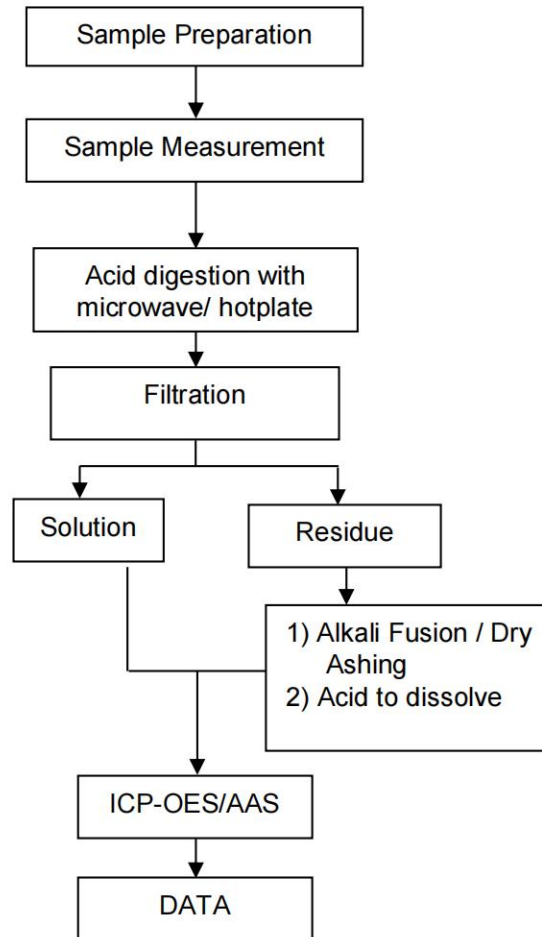 Sample Preparation
Sample Measurement
Acid digestion with
microwave/ hotplate
Filtration
Solution
Residue
1) Alkali Fusion / Dry
Ashing
2) Acid to dissolve
ICP-OES/AAS
DATA